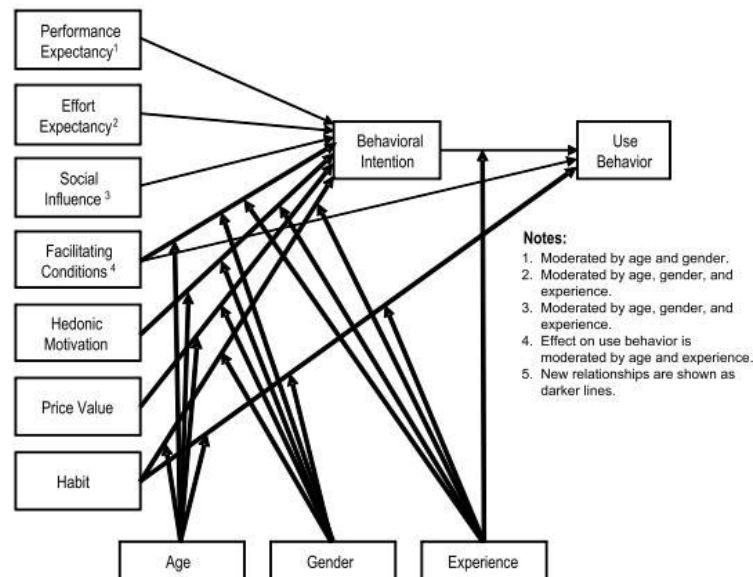 Performance
Expectancy¹
Effort
Expectancy²
Social
Influence ³
Facilitating
Conditions ⁴
Hedonic
Motivation
Price Value
Habit
Behavioral
Intention
Use
Behavior
Notes:
1. Moderated by age and gender.
2. Moderated by age, gender, and
experience.
3. Moderated by age, gender, and
experience.
4. Effect on use behavior is
moderated by age and experience.
5. New relationships are shown as
darker lines.
Age
Gender
Experience